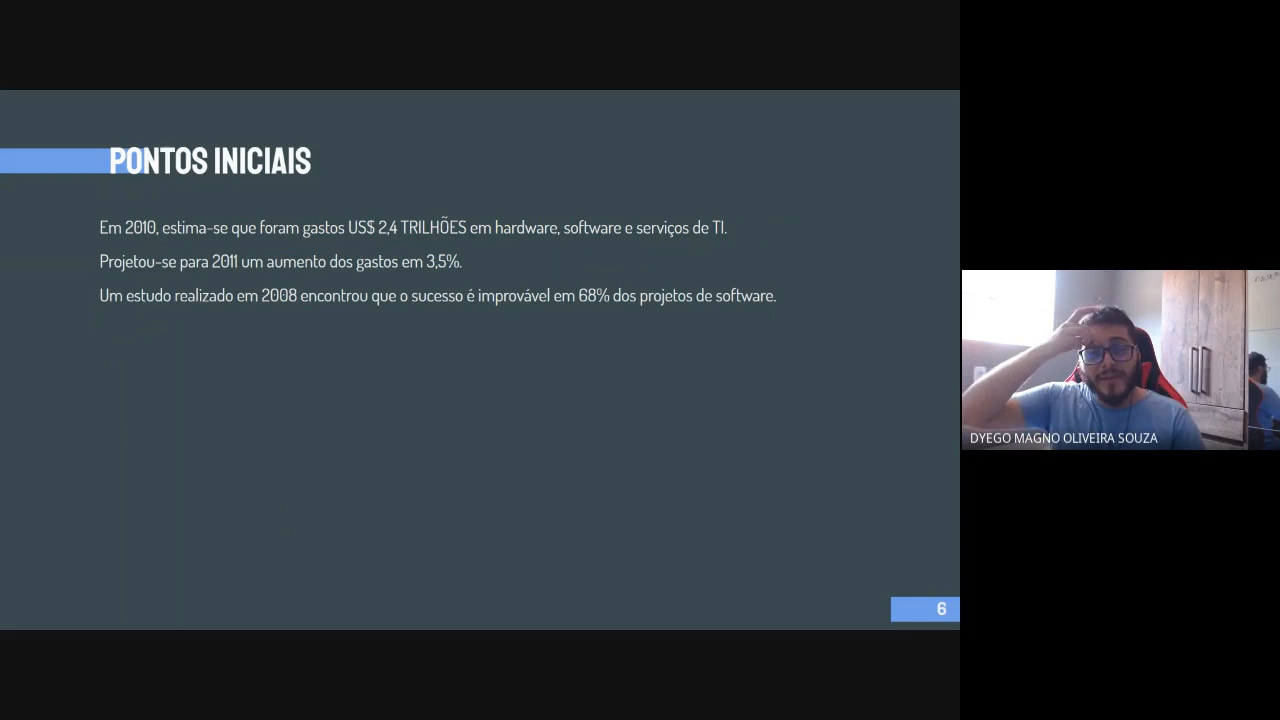 PONTOS INICIAIS
Em 2010, estima-se que foram gastos US$ 2,4 TRILHÕES em hardware, software e serviços de TI.
Projetou-se para 2011 um aumento dos gastos em 3,5%.
Um estudo realizado em 2008 encontrou que o sucesso é improvável em 68% dos projetos de software.
6
DYEGO MAGNO OLIVEIRA SOUZA